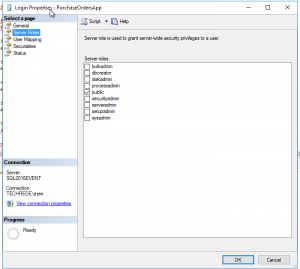 Login Properties - PurchaseOrdersApp
Select a page
General
Server Roles
User Mapping
Securables
Status
Script
Help
Server role is used to grant server-wide security privileges to a user.
Server roles:
bulkadmin
dbcreator
diskadmin
processadmin
public
securityadmin
serveradmin
setupadmin
sysadmin
Connection
Server:
SQL2016EVENT
Connection:
View connection properties
Progress
Ready
OK
Cancel